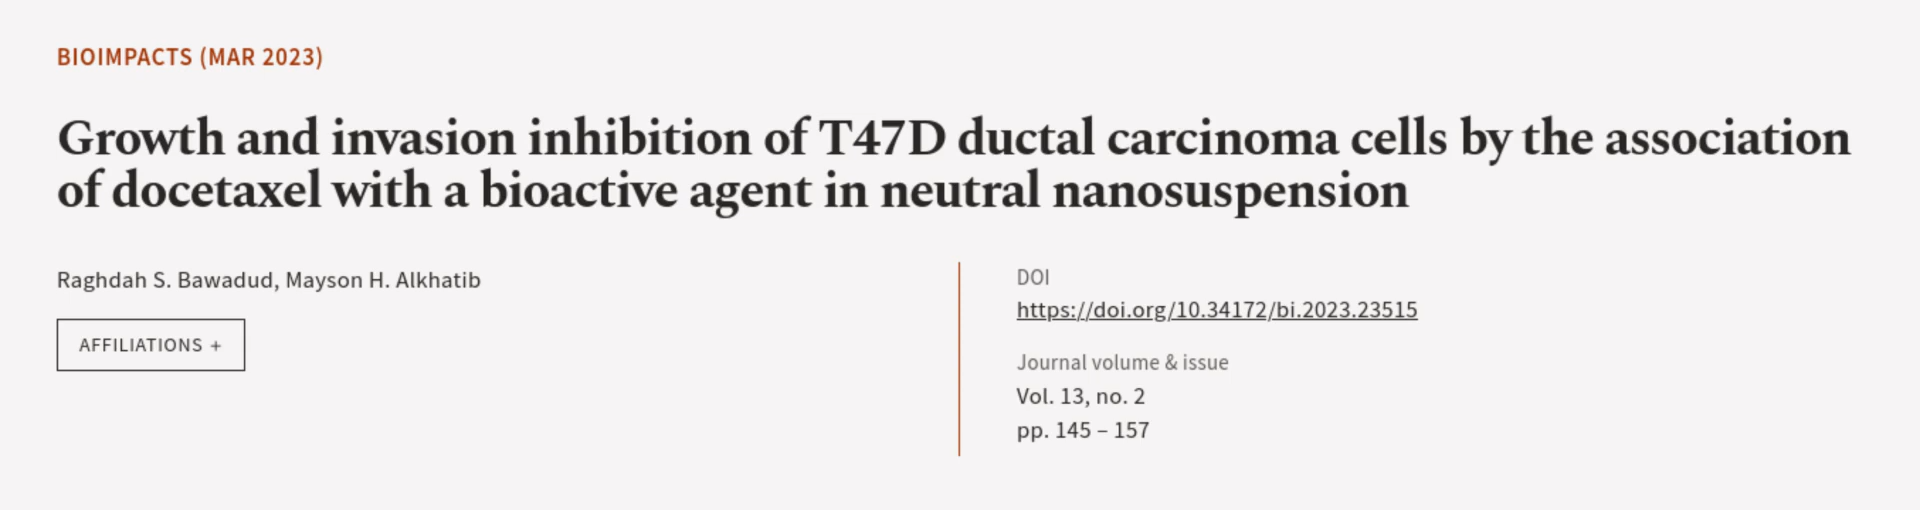 BIOIMPACTS (MAR 2023)
Growth and invasion inhibition of T47D ductal carcinoma cells by the association
of docetaxel with a bioactive agent in neutral nanosuspension
Raghdah S. Bawadud, Mayson H. Alkhatib
AFFILIATIONS +
DOI
https://doi.org/10.34172/bi.2023.23515
Journal volume & issue
Vol. 13, no. 2
pp. 145 – 157